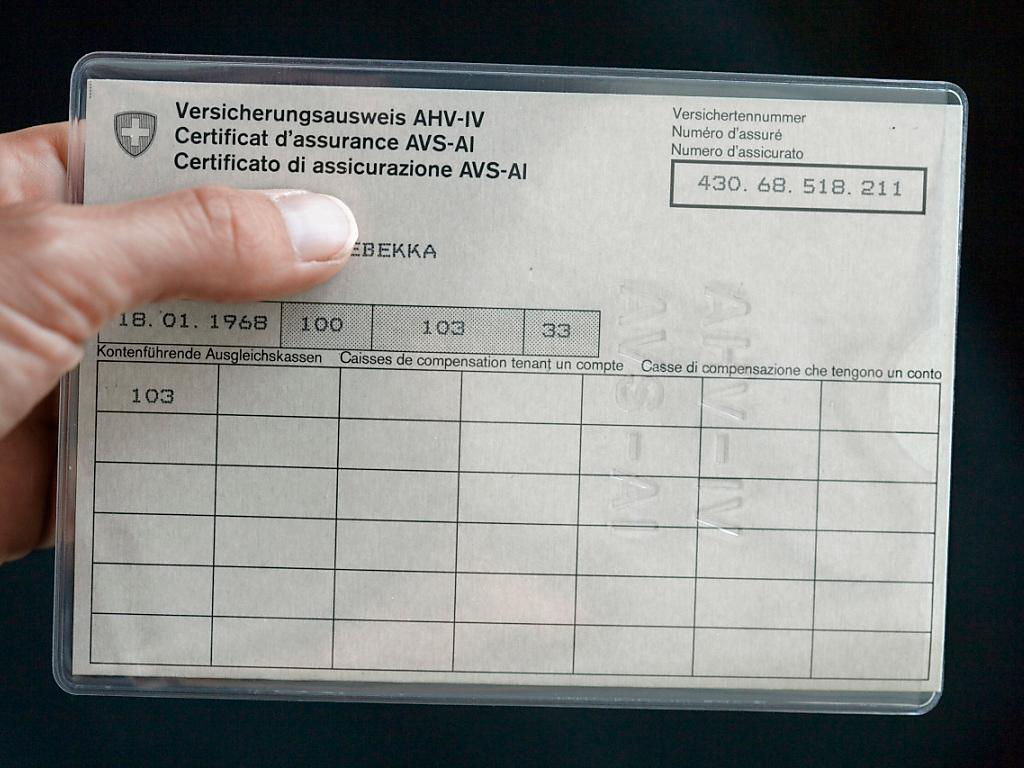 Versicherungsausweis AHV-IV
Certificat d'assurance AVS-AI
Certificato di assicurazione AVS-AI
Versichertennummer
Numéro d'assuré
Numero d'assicurato
430. 68. 518. 211
EBEKKA
18. 01. 1968 100 103 33
Kontenführende Ausgleichskassen Caisses de compensation tenant un compte Casse di compensazione che tengono un conto
103
AHV-IV
AVS-AI